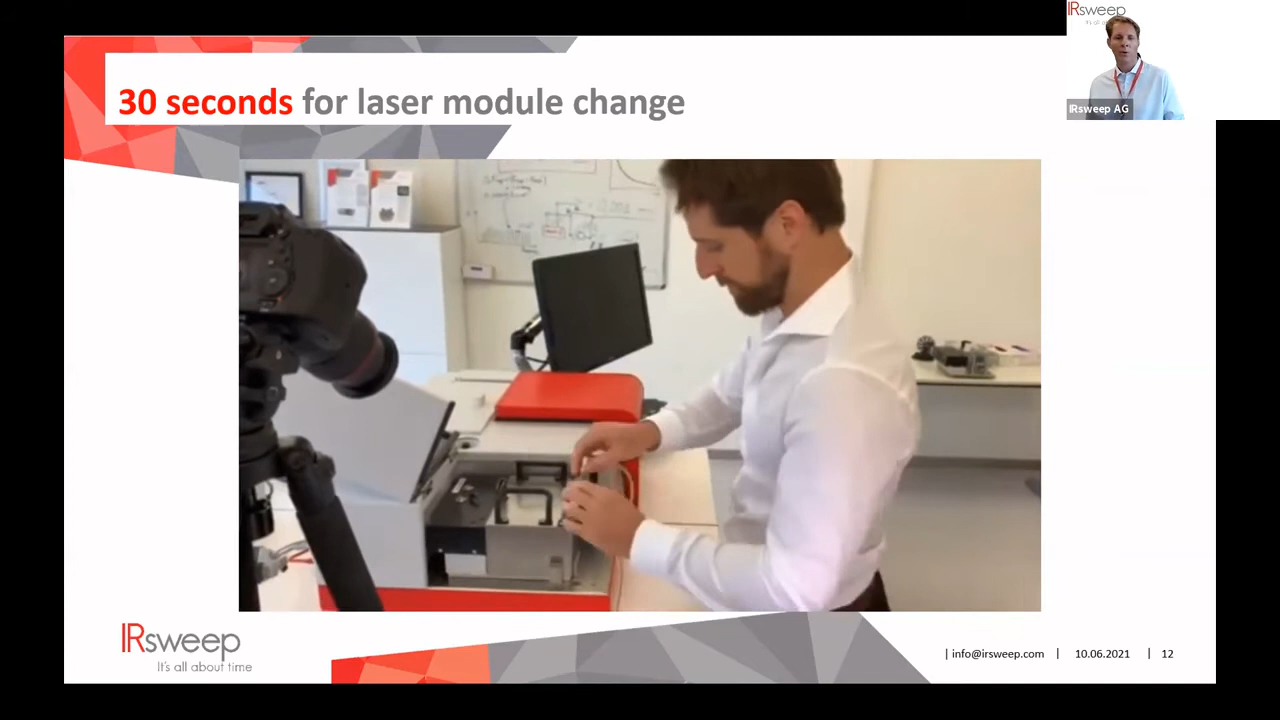 IRsweep
30 seconds for laser module change
IRsweep AG
IRsweep
It's all about time
| info@irsweep.com | 10.06.2021 | 12